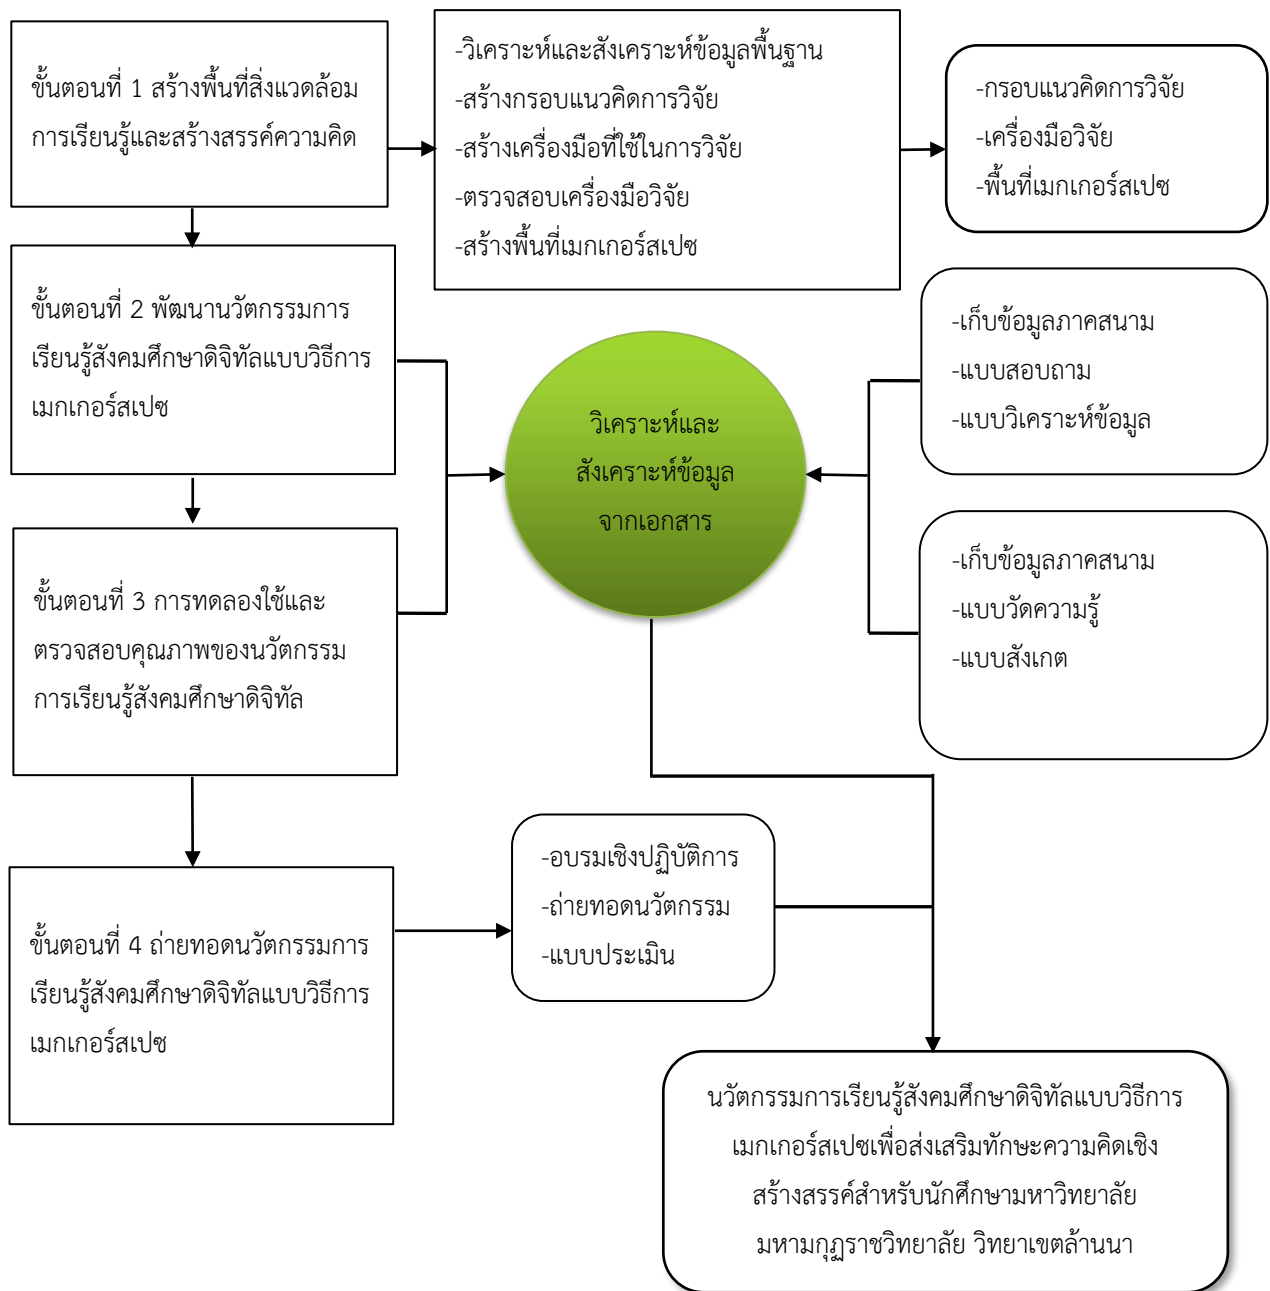 ขั้นตอนที่ 1 สร้างพื้นที่สิ่งแวดล้อม
การเรียนรู้และสร้างสรรค์ความคิด
-วิเคราะห์และสังเคราะห์ข้อมูลพื้นฐาน
-สร้างกรอบแนวคิดการวิจัย
-สร้างเครื่องมือที่ใช้ในการวิจัย
-ตรวจสอบเครื่องมือวิจัย
-สร้างพื้นที่เมกเกอร์สเปซ
-กรอบแนวคิดการวิจัย
-เครื่องมือวิจัย
-พื้นที่เมกเกอร์สเปซ
ขั้นตอนที่ 2 พัฒนานวัตกรรมการ
เรียนรู้สังคมศึกษาดิจิทัลแบบวิธีการ
เมกเกอร์สเปซ
วิเคราะห์และ
สังเคราะห์ข้อมูล
จากเอกสาร
-เก็บข้อมูลภาคสนาม
-แบบสอบถาม
-แบบวิเคราะห์ข้อมูล
ขั้นตอนที่ 3 การทดลองใช้และ
ตรวจสอบคุณภาพของนวัตกรรม
การเรียนรู้สังคมศึกษาดิจิทัล
-เก็บข้อมูลภาคสนาม
-แบบวัดความรู้
-แบบสังเกต
ขั้นตอนที่ 4 ถ่ายทอดนวัตกรรมการ
เรียนรู้สังคมศึกษาดิจิทัลแบบวิธีการ
เมกเกอร์สเปซ
-อบรมเชิงปฏิบัติการ
-ถ่ายทอดนวัตกรรม
-แบบประเมิน
นวัตกรรมการเรียนรู้สังคมศึกษาดิจิทัลแบบวิธีการ
เมกเกอร์สเปซเพื่อส่งเสริมทักษะความคิดเชิง
สร้างสรรค์สำหรับนักศึกษามหาวิทยาลัย
มหามกุฏราชวิทยาลัย วิทยาเขตล้านนา